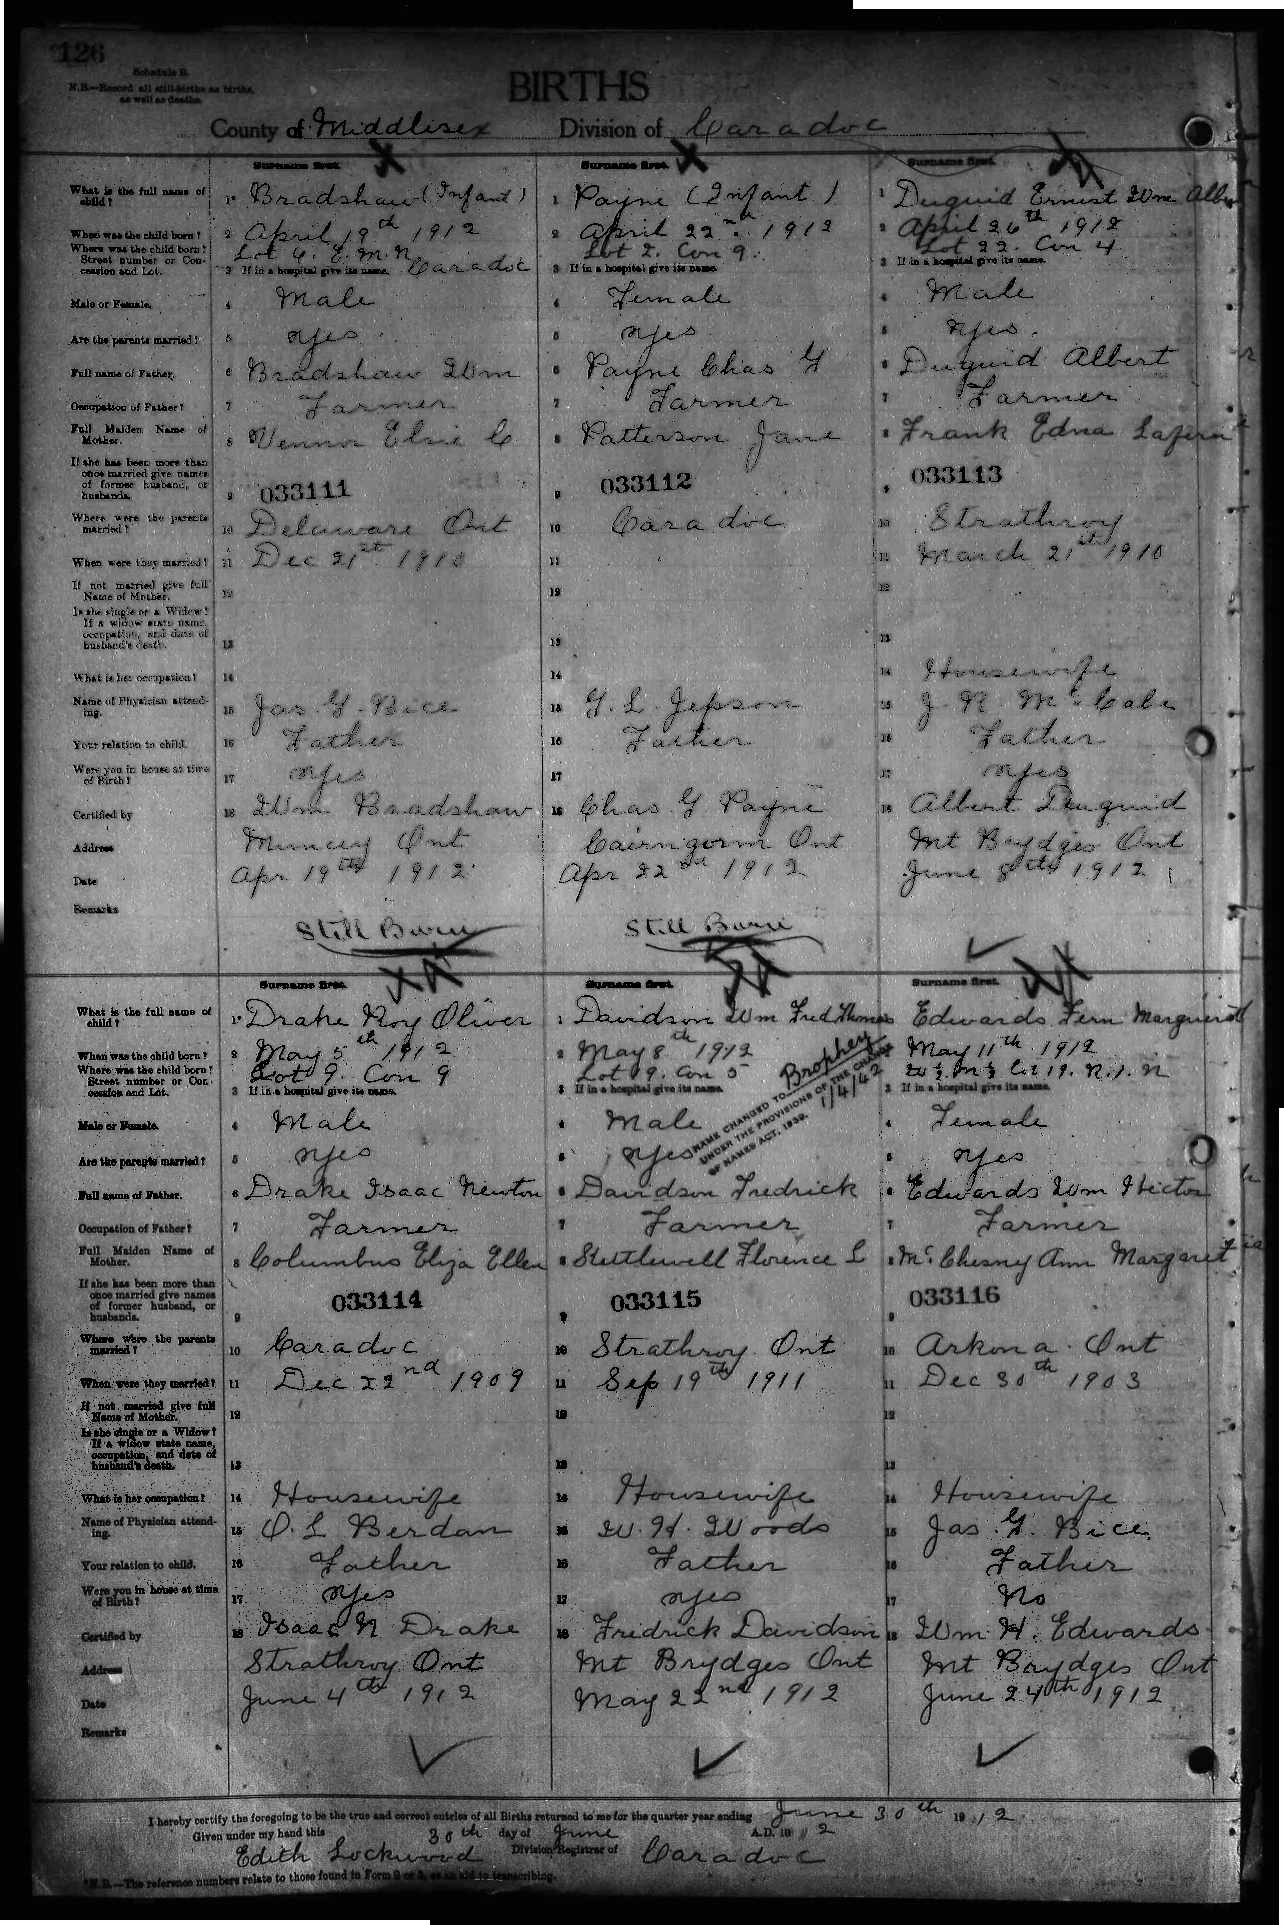 126
Schedule B.
N.B.—Record all still-births as births,
as well as deaths.
BIRTHS
County of Middlesex Division of Caradoc
Surname first. Surname first. Surname first.
What is the full name of child? 1 Bradshaw (Infant) 1 Payne (Infant) 1 Duguid Ernest Wm
When was the child born? 2 April 19th 1912 2 April 22nd 1912 2 April 26th 1912
Where was the child born? Street number or Concession and Lot. Lot 6. Caradoc Lot 2. Con 9. Lot 22. Con 4
3 If in a hospital give its name. 3 If in a hospital give its name. 3 If in a hospital give its name.
Male or Female. 4 Male 4 Female 4 Male
Are the parents married? 5 yes 5 yes 5 yes.
Full name of Father. 6 Bradshaw Wm 6 Payne Chas G 6 Duguid Albert
Occupation of Father? 7 Farmer 7 Farmer 7 Farmer
Full Maiden Name of Mother. 8 Vennor Elsie C 8 Patterson Jane 8 Frank Edna
If she has been more than once married give names of former husband, or husbands. 9 033111 9 033112 9 033113
Where were the parents married? 10 Delaware Ont 10 Caradoc 10 Strathroy
When were they married? 11 Dec 21st 1910 11 11 March 21th 1910
If not married give full Name of Mother. 12 12 12
Is she single or a Widow? If a widow state name, occupation, and date of husband's death. 13 13 13
What is her occupation? 14 14 14 Housewife
Name of Physician attending. 15 Jas. G. Bice 15 G. L. Jepson 15 J. R. McCabe
Your relation to child. 16 Father 16 Father 16 Father
Were you in house at time of Birth? 17 yes 17 17 yes
Certified by 18 Wm Bradshaw 18 Chas G Payne 18 Albert Duguid
Address Muncey Ont Cairngorm Ont Mt Brydges Ont
Date Apr 19th 1912 Apr 22nd 1912 June 8th 1912
Remarks
Still Born Still Born
Surname first. Surname first. Surname first.
What is the full name of child? 1 Drake Roy Oliver 1 Davidson Wm Fred Thomas Edwards Fern Marguerit
When was the child born? 2 May 5th 1912 2 May 8th 1912 May 11th 1912
Where was the child born? Street number or Concession and Lot. Lot 9. Con 9 Lot 9. Con 5 W½ N½ Lot 19. R.1. N
3 If in a hospital give its name. 3 If in a hospital give its name. 3 If in a hospital give its name.
NAME CHANGED TO Brophey
UNDER THE PROVISIONS OF THE CHANGE
OF NAMES ACT, 1939. 1/4/42
Male or Female. 4 Male 4 Male 4 Female
Are the parents married? 5 yes 5 yes 5 yes
Full name of Father. 6 Drake Isaac Newton 6 Davidson Fredrick 6 Edwards Wm Hector
Occupation of Father? 7 Farmer 7 Farmer 7 Farmer
Full Maiden Name of Mother. 8 Columbus Eliza Ellen 8 Stuttlewell Florence L 8 McChesny Ann Margaret
If she has been more than once married give names of former husband, or husbands. 9 033114 9 033115 9 033116
Where were the parents married? 10 Caradoc 10 Strathroy Ont 10 Arkona. Ont
When were they married? 11 Dec 22nd 1909 11 Sep 19th 1911 11 Dec 30th 1903
If not married give full Name of Mother. 12 12 12
Is she single or a Widow? If a widow state name, occupation, and date of husband's death. 13 13 13
What is her occupation? 14 Housewife 14 Housewife 14 Housewife
Name of Physician attending. 15 O. L Berdan 15 W. H. Woods 15 Jas. G. Bice
Your relation to child. 16 Father 16 Father 16 Father
Were you in house at time of Birth? 17 yes 17 yes 17 No
Certified by 18 Isaac N Drake 18 Fredrick Davidson 18 Wm H. Edwards
Address Strathroy Ont Mt Brydges Ont Mt Brydges Ont
Date June 4th 1912 May 22nd 1912 June 24th 1912
Remarks
I hereby certify the foregoing to be the true and correct entries of all Births returned to me for the quarter year ending June 30th 1912
Given under my hand this 30th day of June A.D. 1912
Edith Lockwood Division Registrar of Caradoc
*N.B.—The reference numbers relate to those found in Form 2 or 3, as an aid to transcribing.